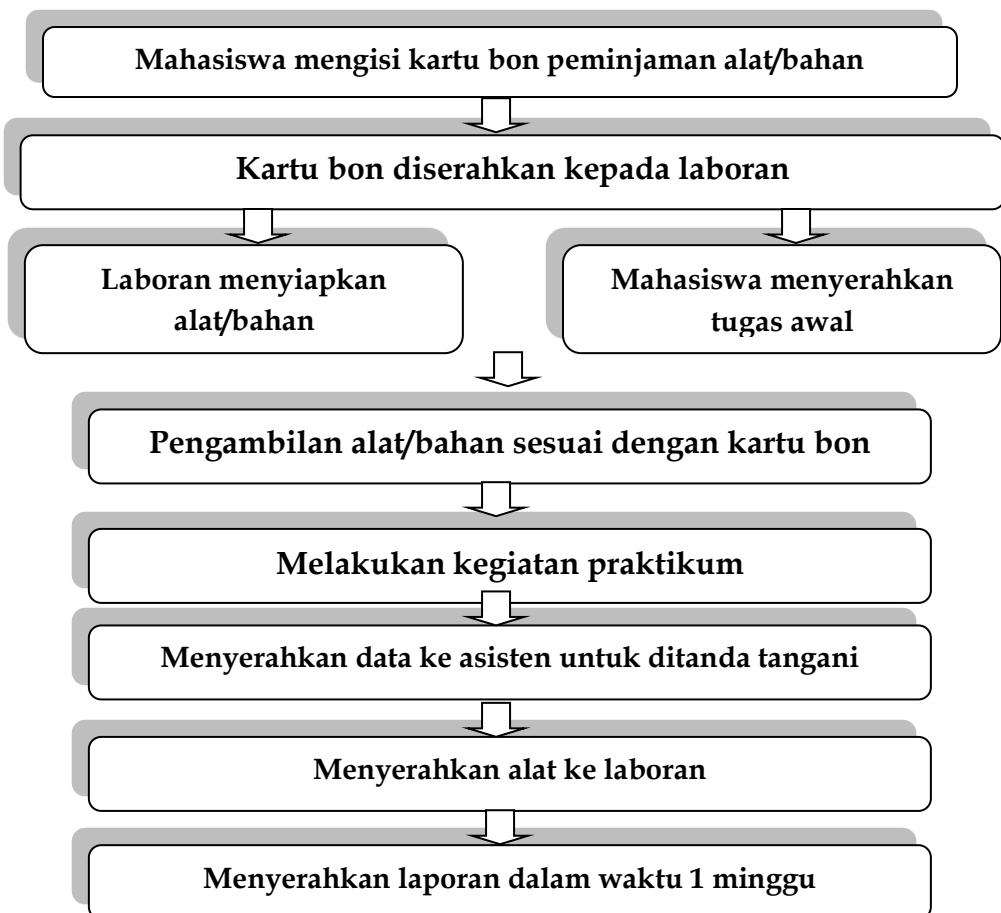 Mahasiswa mengisi kartu bon peminjaman alat/bahan
Kartu bon diserahkan kepada laboran
Laboran menyiapkan
alat/bahan
Mahasiswa menyerahkan
tugas awal
Pengambilan alat/bahan sesuai dengan kartu bon
Melakukan kegiatan praktikum
Menyerahkan data ke asisten untuk ditanda tangani
Menyerahkan alat ke laboran
Menyerahkan laporan dalam waktu 1 minggu